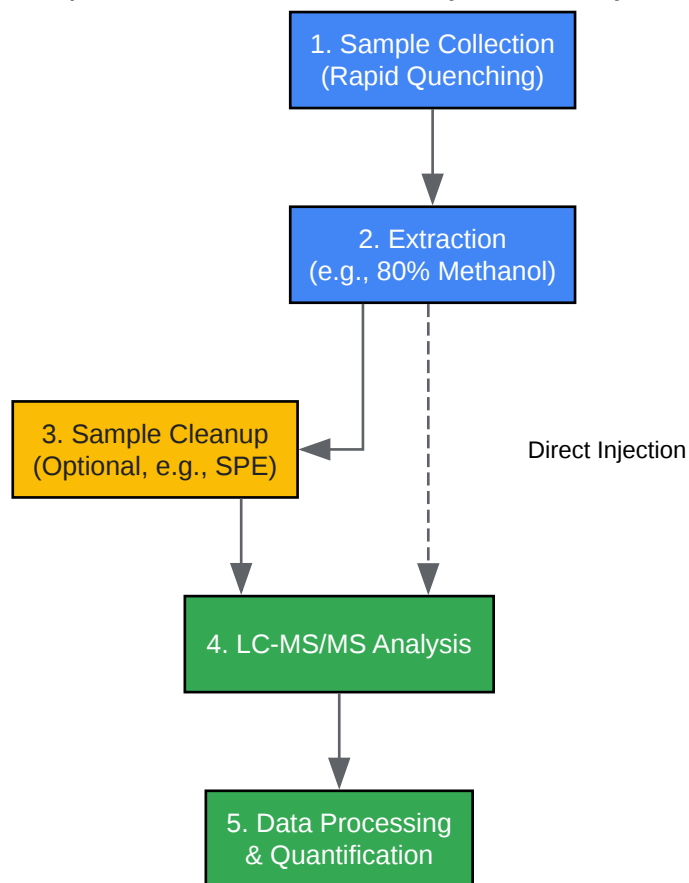 1. Sample Collection
(Rapid Quenching)
2. Extraction
(e.g., 80% Methanol)
3. Sample Cleanup
(Optional, e.g., SPE)
Direct Injection
4. LC-MS/MS Analysis
5. Data Processing
& Quantification